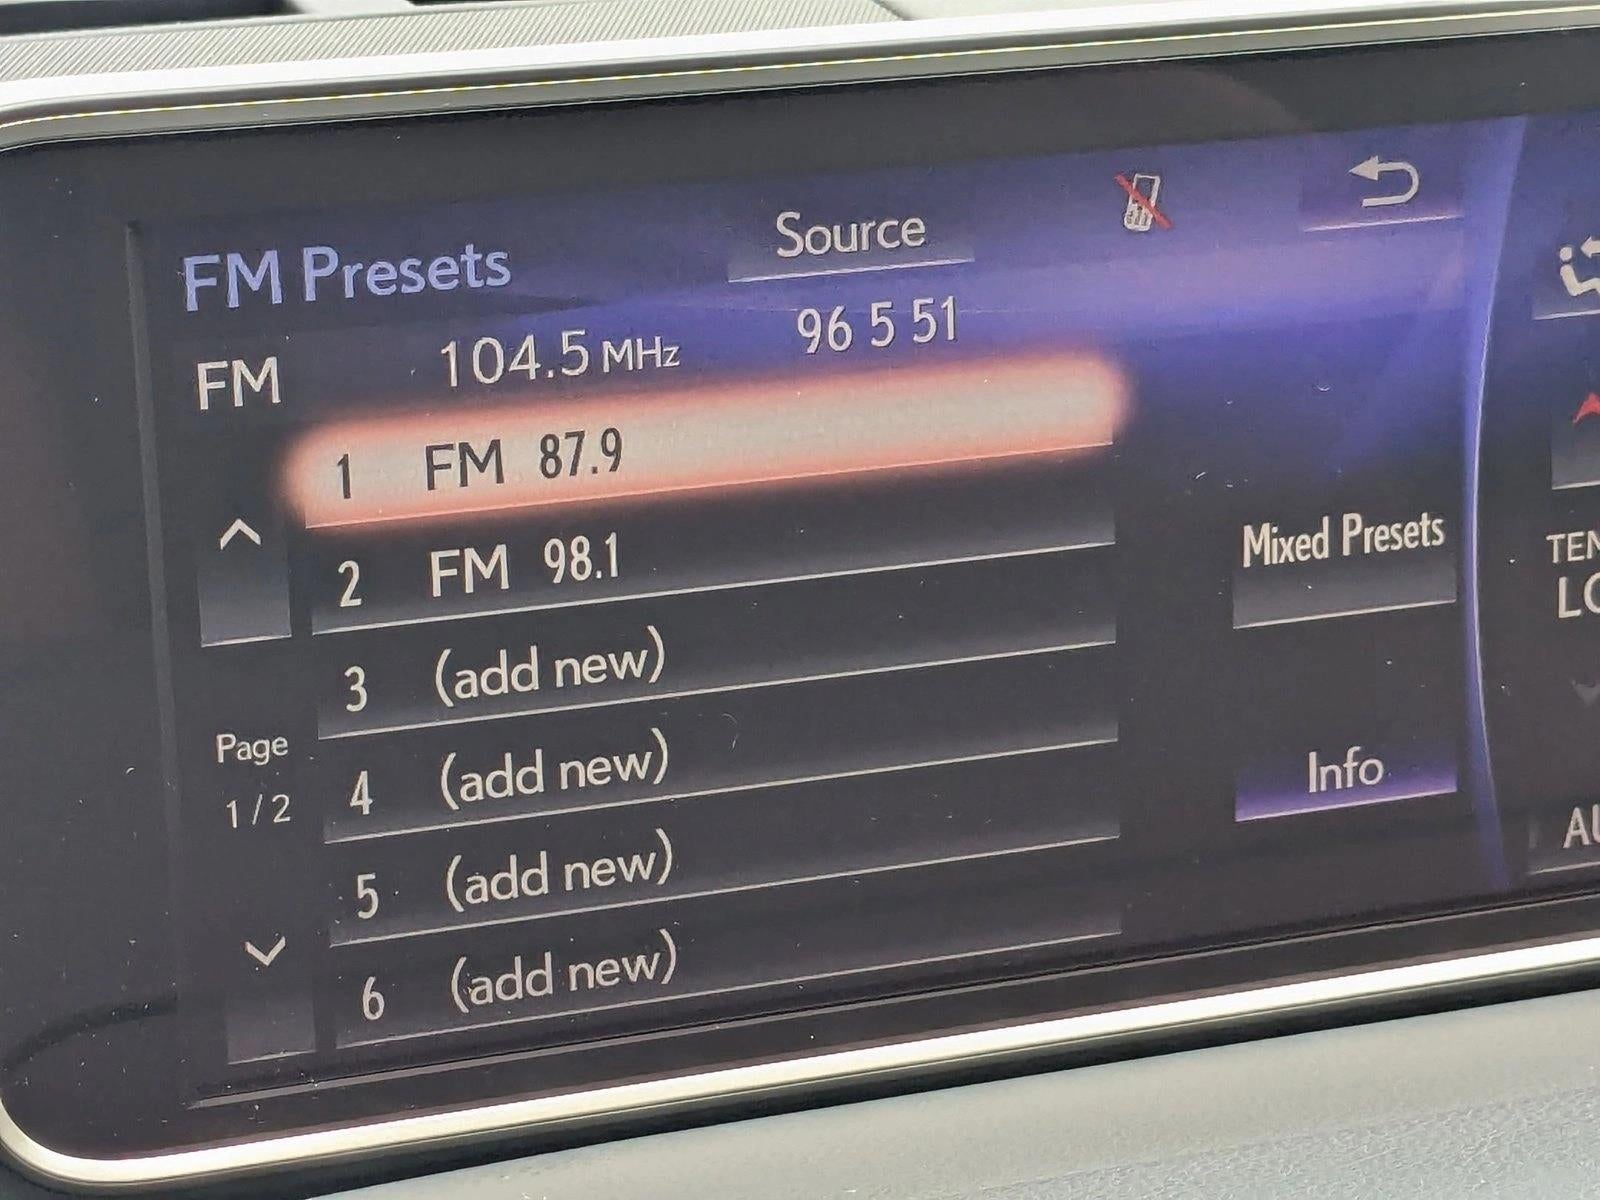 Source
FM Presets
FM 104.5 MHz 96 5 51
1 FM 87.9
2 FM 98.1
Mixed Presets
3 (add new)
Page
1 / 2
4 (add new)
Info
5 (add new)
6 (add new)